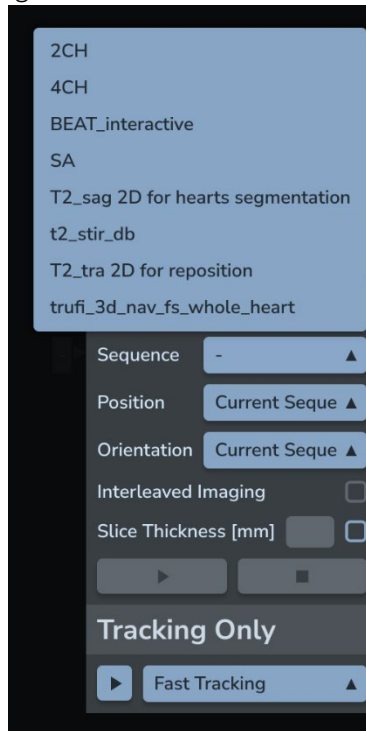 2CH
4CH
BEAT_interactive
SA
T2_sag 2D for hearts segmentation
t2_stir_db
T2_tra 2D for reposition
trufi_3d_nav_fs_whole_heart
Sequence -
Position Current Seque
Orientation Current Seque
Interleaved Imaging
Slice Thickness [mm]
Tracking Only
Fast Tracking